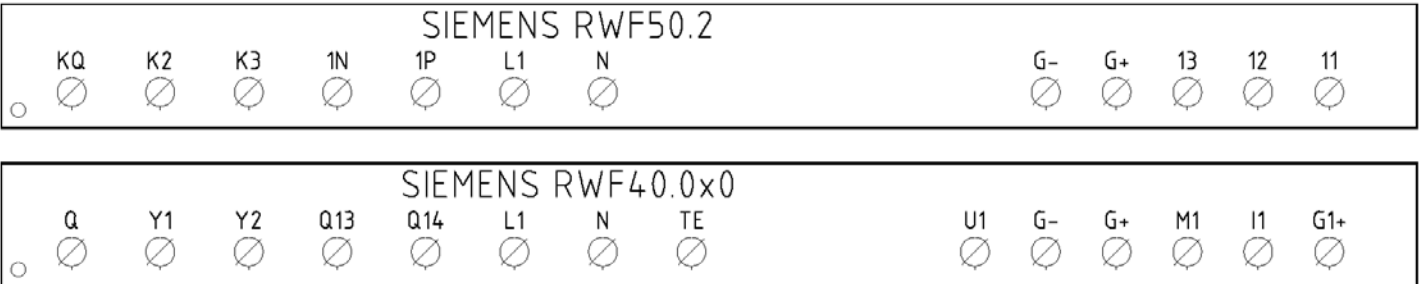 SIEMENS RWF50.2
KQ K2 K3 1N 1P L1 N G- G+ 13 12 11
SIEMENS RWF40.0x0
Q Y1 Y2 Q13 Q14 L1 N TE U1 G- G+ M1 I1 G1+